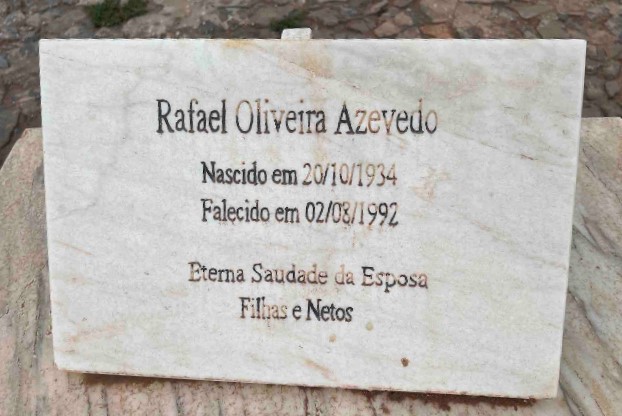 Rafael Oliveira Azevedo
Nascido em 20/10/1934
Falecido em 02/08/1992
Eterna Saudade da Esposa
Filhas e Netos